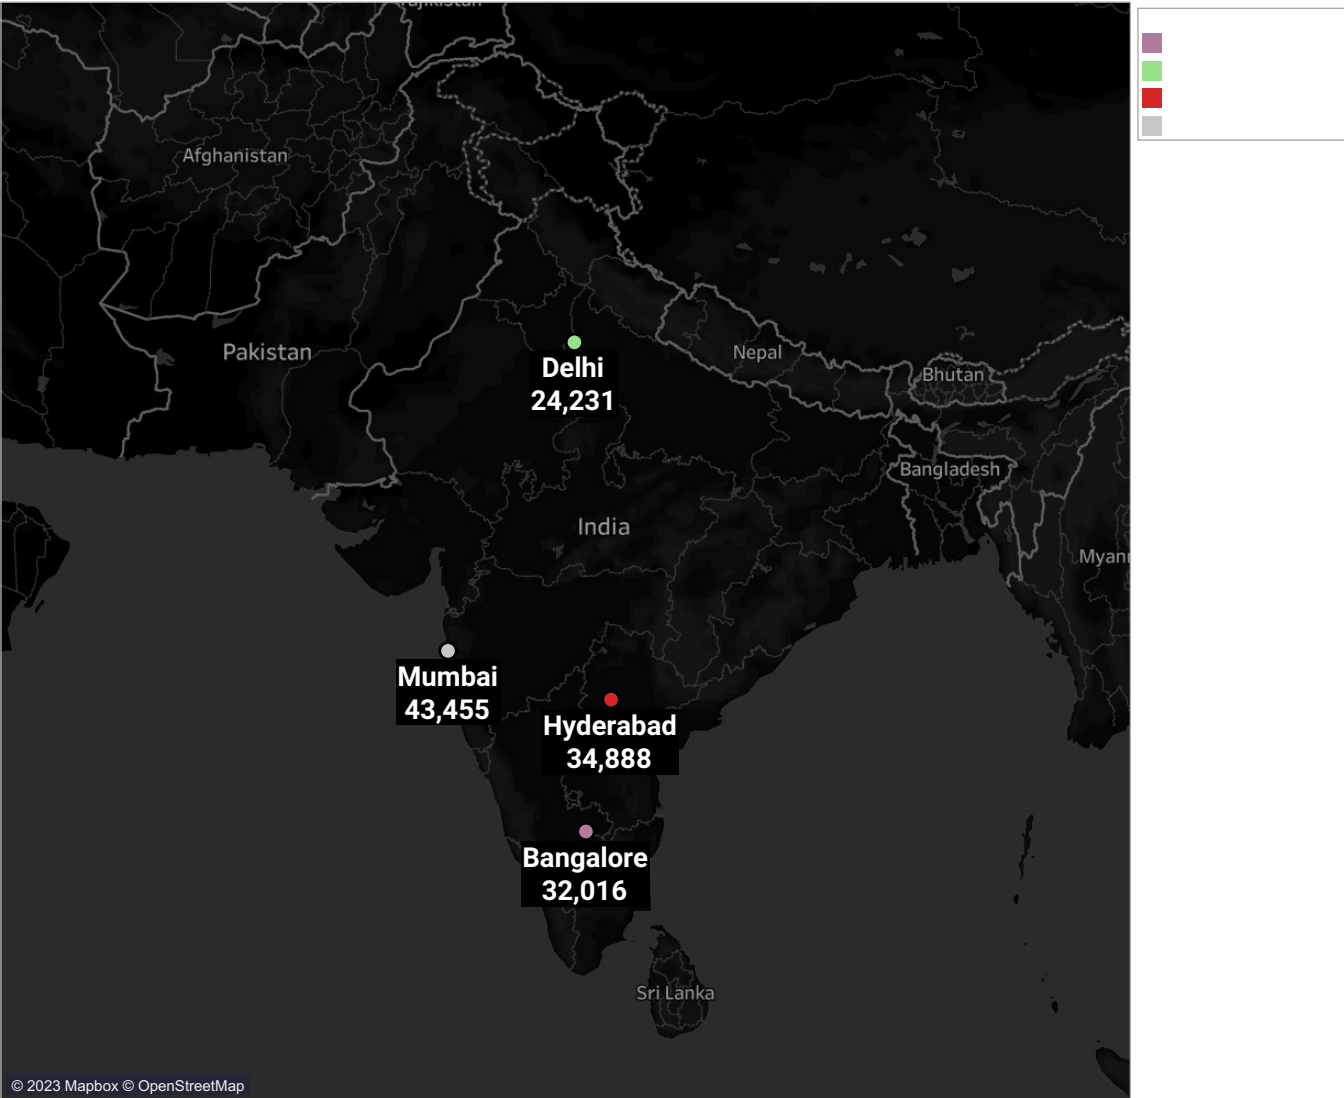 Tajikistan
Afghanistan
Pakistan
Nepal
Bhutan
Delhi
24,231
Bangladesh
India
Myanr
Mumbai
43,455
Hyderabad
34,888
Bangalore
32,016
Sri Lanka
© 2023 Mapbox © OpenStreetMap